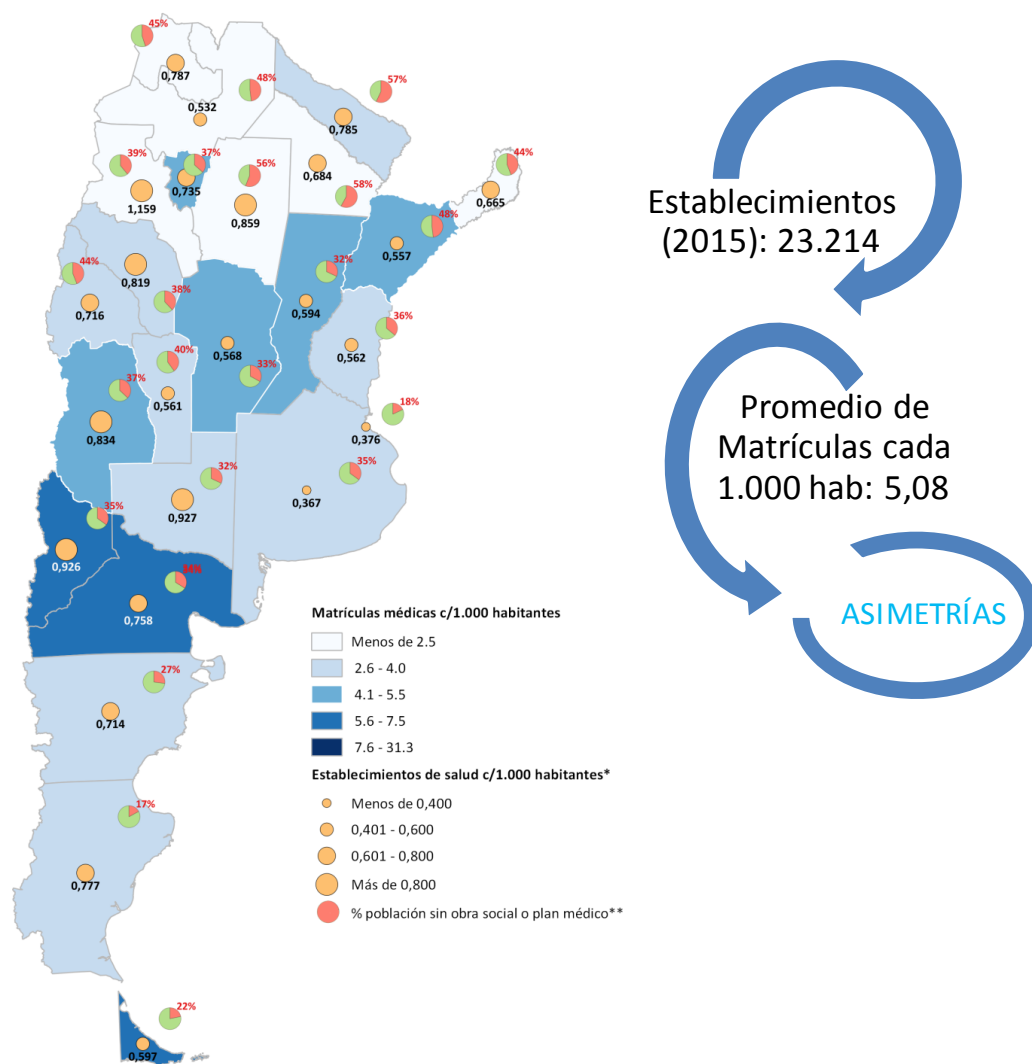 45%
0,787
48%
57%
0,532
0,785
39%
37%
56%
0,684
44%
1,159
0,735
0,859
58%
0,665
48%
0,557
44%
0,819
32%
0,716
38%
0,594
36%
0,568
0,562
40%
33%
37%
0,561
18%
0,834
0,376
32%
35%
0,927
0,367
35%
0,926
34%
0,758
27%
0,714
17%
0,777
22%
0,597
Matrículas médicas c/1.000 habitantes
Menos de 2.5
2.6 - 4.0
4.1 - 5.5
5.6 - 7.5
7.6 - 31.3
Establecimientos de salud c/1.000 habitantes*
Menos de 0,400
0,401 - 0,600
0,601 - 0,800
Más de 0,800
% población sin obra social o plan médico**
Establecimientos
(2015): 23.214
Promedio de
Matrículas cada
1.000 hab: 5,08
ASIMETRÍAS